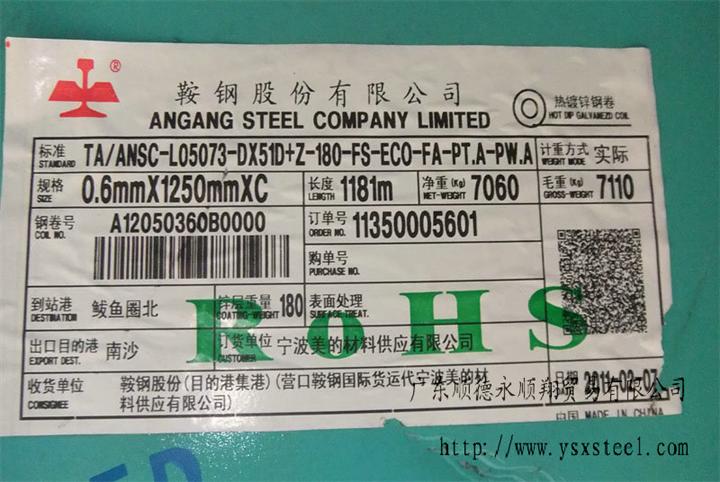 ®
鞍钢股份有限公司
ANGANG STEEL COMPANY LIMITED
热镀锌钢卷
HOT DIP GALVANIZED COIL
标准 STANDARD TA/ANSC-L05073-DX51D+Z-180-FS-ECO-FA-PT.A-PW.A 计重方式 WEIGHT MODE 实际
规格 SIZE 0.6mmX1250mmXC 长度 LENGTH 1181m 净重(Kg) NET-WEIGHT 7060 毛重(Kg) GROSS-WEIGHT 7110
钢卷号 COIL NO. A12050360B0000 订单号 ORDER NO. 11350005601
购单号 PURCHASE NO.
到站港 DESTINATION 鲅鱼圈北 锌层重量 COATING-WEIGHT 180 表面处理 SURFACE TREAT.
RoHS
出口目的港 EXPORT DEST. 南沙 订货单位 CUSTOMER 宁波美的材料供应有限公司
收货单位 CONSIGNEE 鞍钢股份(目的港集港)(营口鞍钢国际货运代宁波美的材
料供应有限公司)
日期 2011-02-07
中国 MADE IN CHINA
广东顺德永顺翔贸易有限公司
http://www.ysxsteel.com